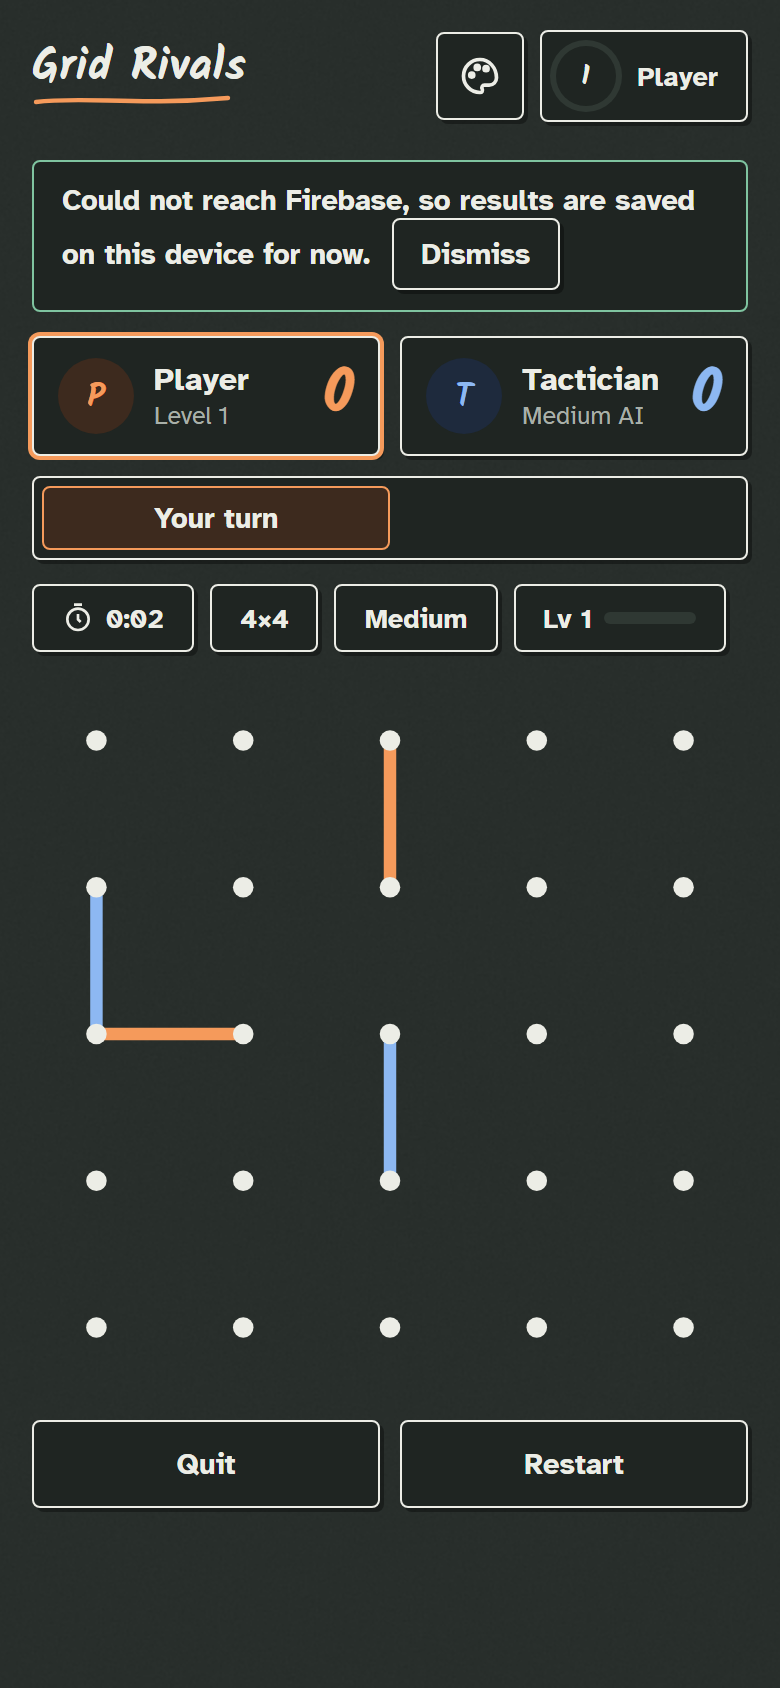 Grid Rivals
1
Player
Could not reach Firebase, so results are saved
on this device for now.
Dismiss
P
Player
Level 1
0
T
Tactician
Medium AI
0
Your turn
0:02
4×4
Medium
Lv 1
Quit
Restart